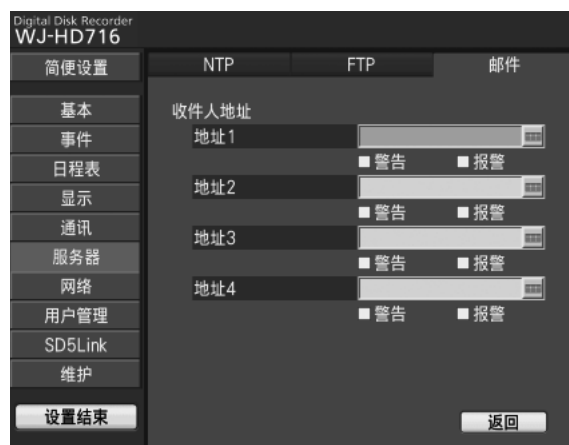 Digital Disk Recorder
WJ-HD716
简便设置
NTP FTP 邮件
基本
事件
日程表
显示
通讯
服务器
网络
用户管理
SD5Link
维护
设置结束
收件人地址
地址1
■警告 ■报警
地址2
■警告 ■报警
地址3
■警告 ■报警
地址4
■警告 ■报警
返回